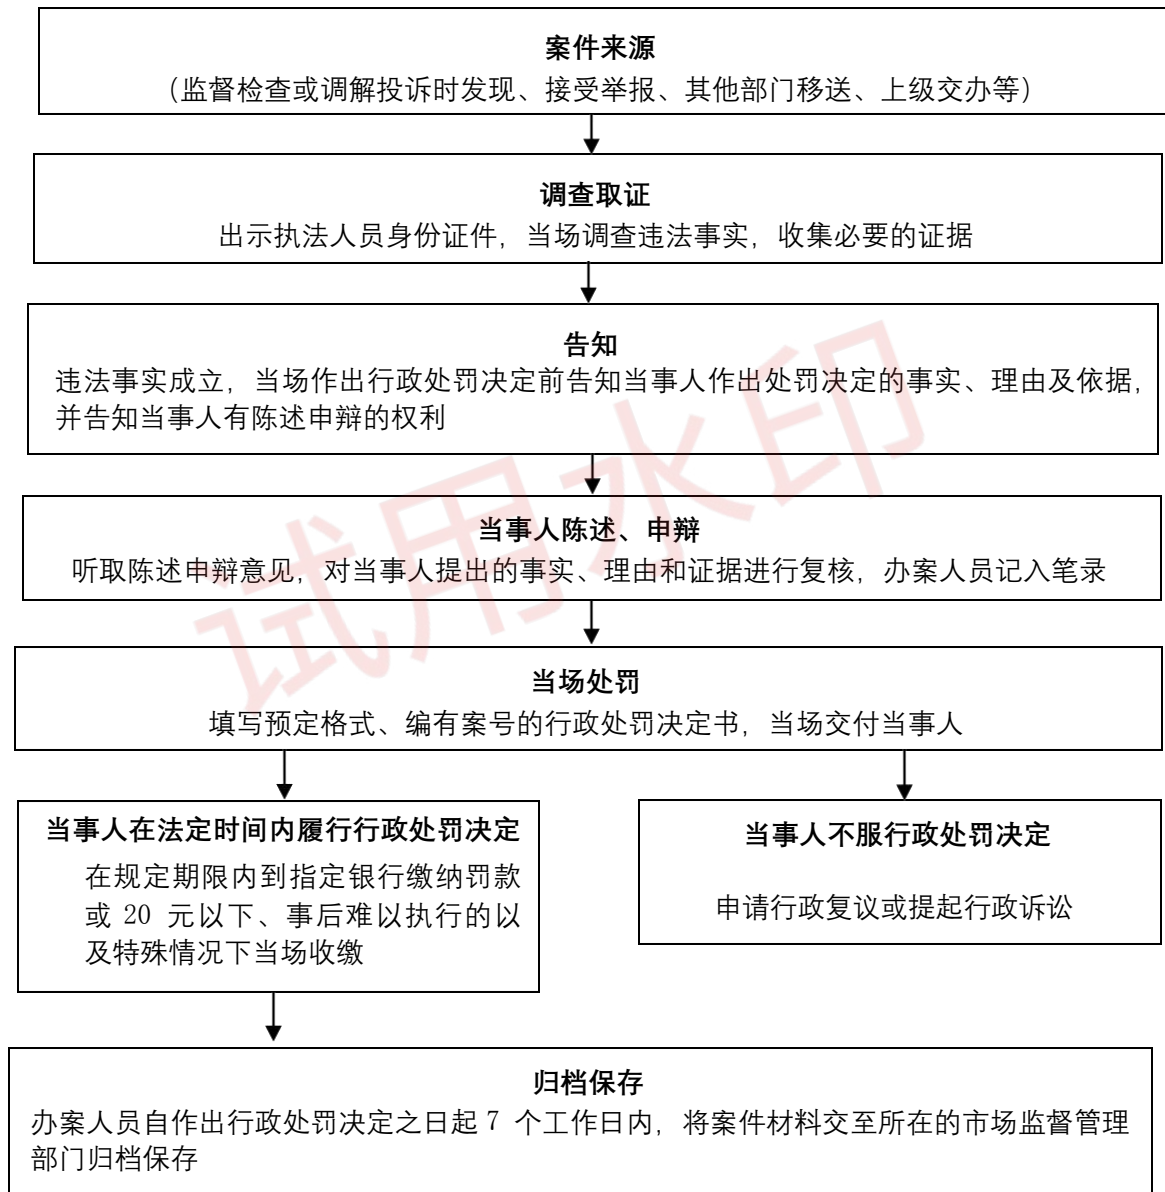 案件来源
（监督检查或调解投诉时发现、接受举报、其他部门移送、上级交办等）
调查取证
出示执法人员身份证件，当场调查违法事实，收集必要的证据
告知
违法事实成立，当场作出行政处罚决定前告知当事人作出处罚决定的事实、理由及依据，
并告知当事人有陈述申辩的权利
当事人陈述、申辩
听取陈述申辩意见，对当事人提出的事实、理由和证据进行复核，办案人员记入笔录
当场处罚
填写预定格式、编有案号的行政处罚决定书，当场交付当事人
当事人在法定时间内履行行政处罚决定
在规定期限内到指定银行缴纳罚款
或 20 元以下、事后难以执行的以
及特殊情况下当场收缴
当事人不服行政处罚决定
申请行政复议或提起行政诉讼
归档保存
办案人员自作出行政处罚决定之日起 7 个工作日内，将案件材料交至所在的市场监督管理
部门归档保存
试用水印